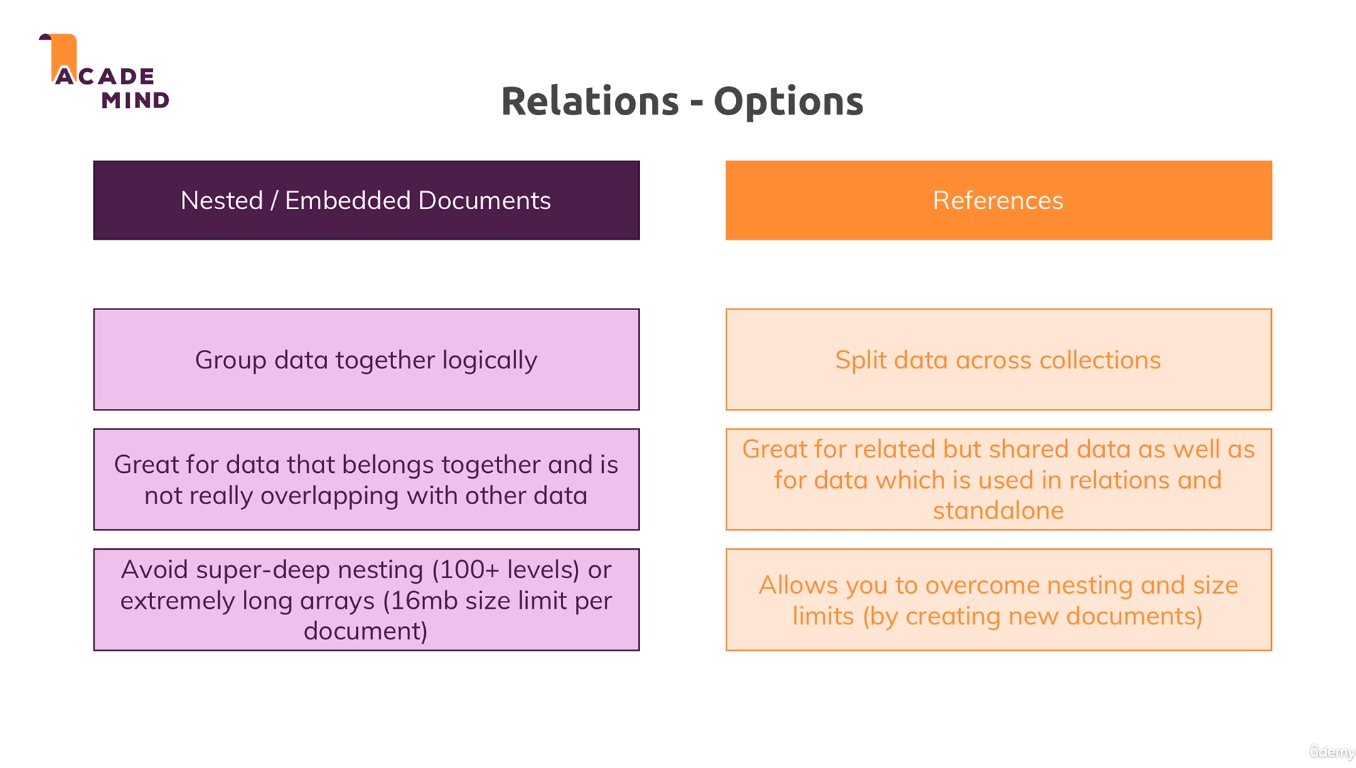 ACADE
MIND
Relations - Options
Nested / Embedded Documents
References
Group data together logically
Split data across collections
Great for data that belongs together and is
not really overlapping with other data
Great for related but shared data as well as
for data which is used in relations and
standalone
Avoid super-deep nesting (100+ levels) or
extremely long arrays (16mb size limit per
document)
Allows you to overcome nesting and size
limits (by creating new documents)
ûdemy